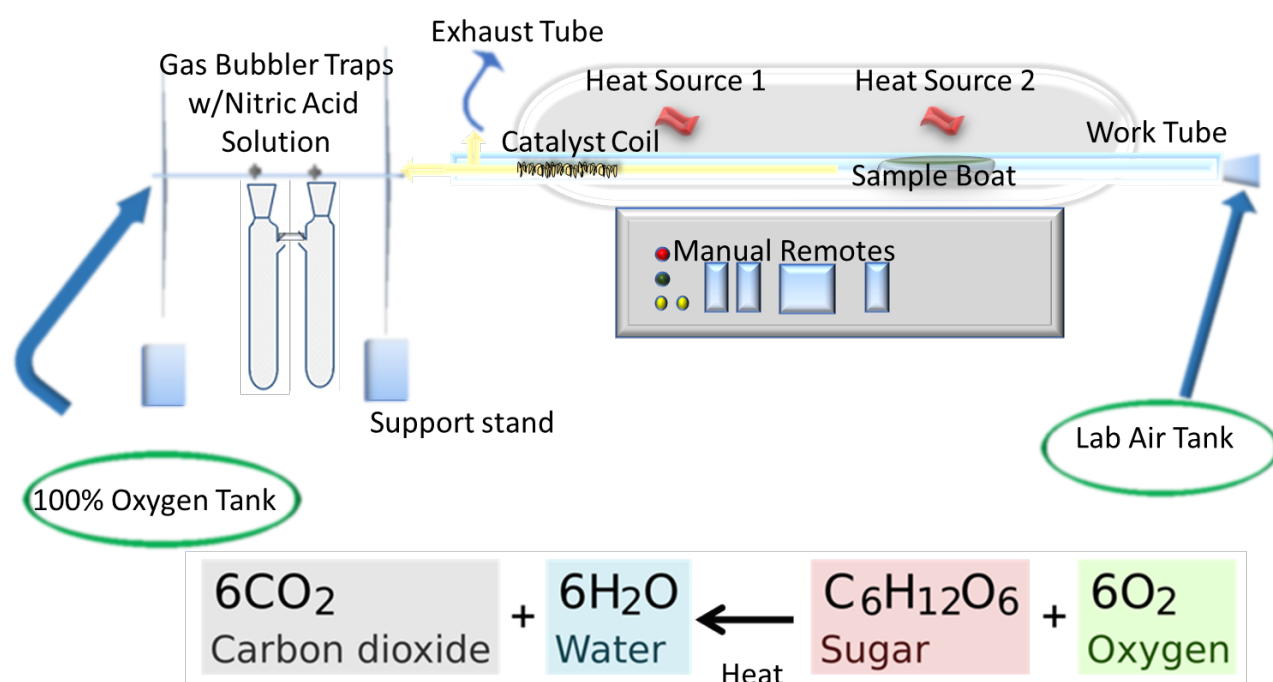 Exhaust Tube
Gas Bubbler Traps
w/Nitric Acid
Solution
Heat Source 1
Heat Source 2
Catalyst Coil
Work Tube
Sample Boat
Manual Remotes
Support stand
Lab Air Tank
100% Oxygen Tank
6CO₂ + 6H₂O ← C₆H₁₂O₆ + 6O₂
Carbon dioxide Water Heat Sugar Oxygen